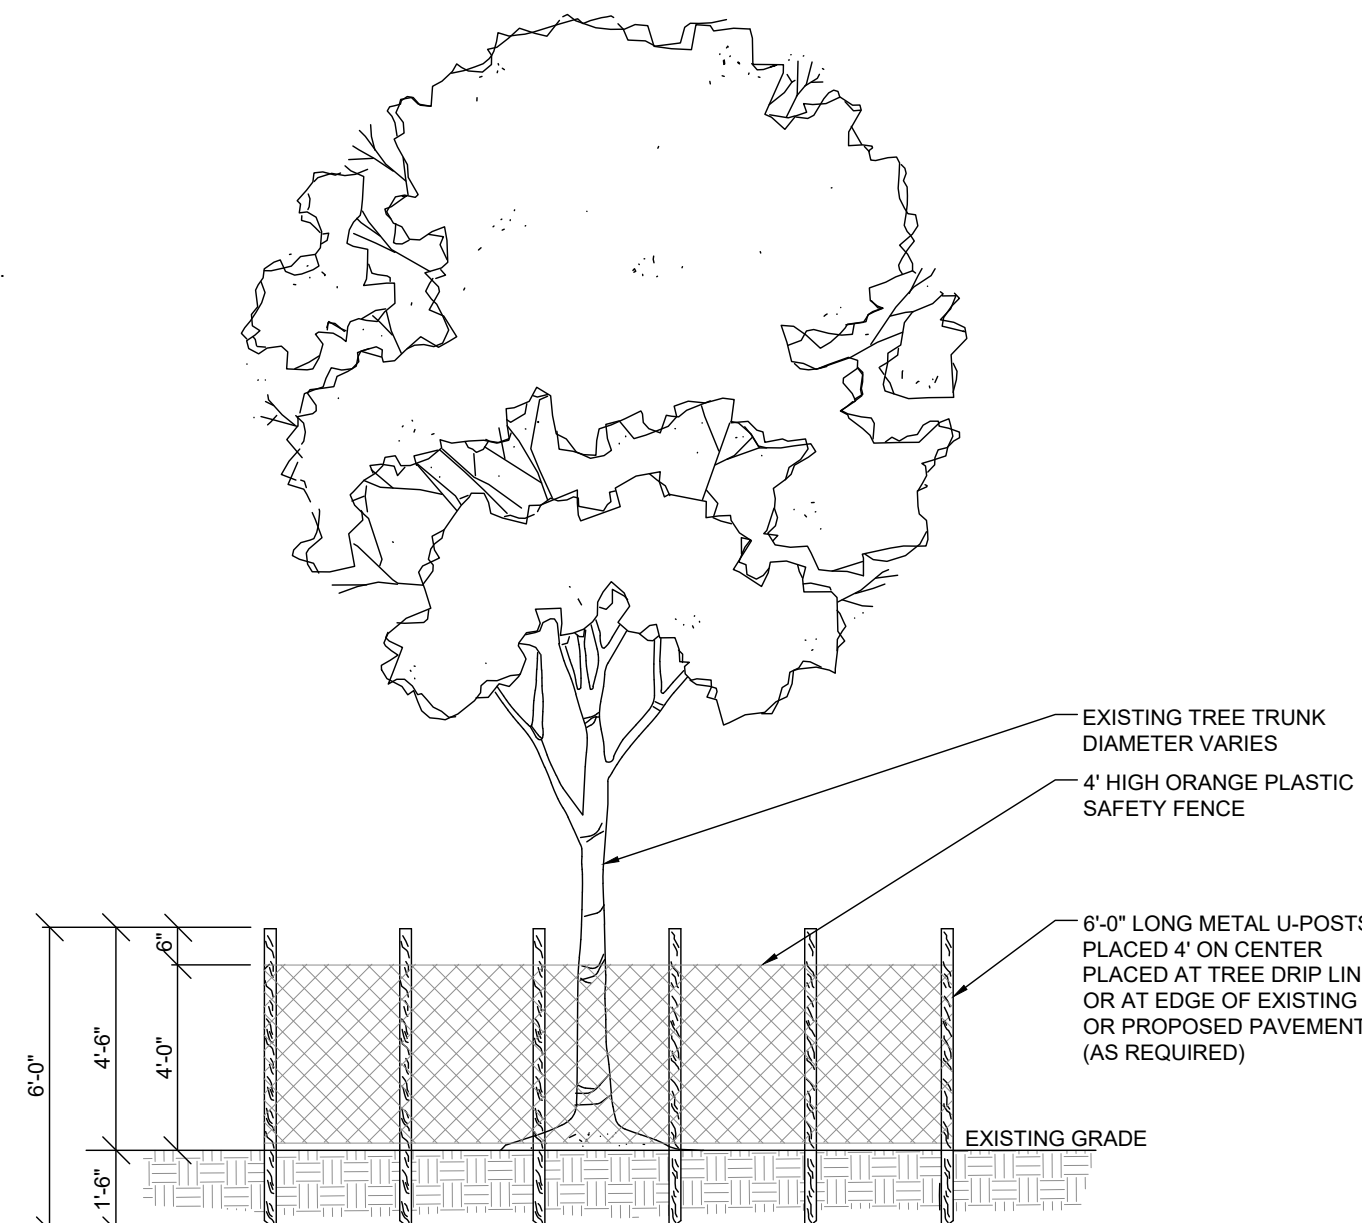 EXISTING TREE TRUNK
DIAMETER VARIES
4' HIGH ORANGE PLASTIC
SAFETY FENCE
6'-0" LONG METAL U-POSTS
PLACED 4' ON CENTER
PLACED AT TREE DRIP LIN
OR AT EDGE OF EXISTING
OR PROPOSED PAVEMENT
(AS REQUIRED)
EXISTING GRADE
6'-0"
4'-6"
6"
4'-0"
1'-6"